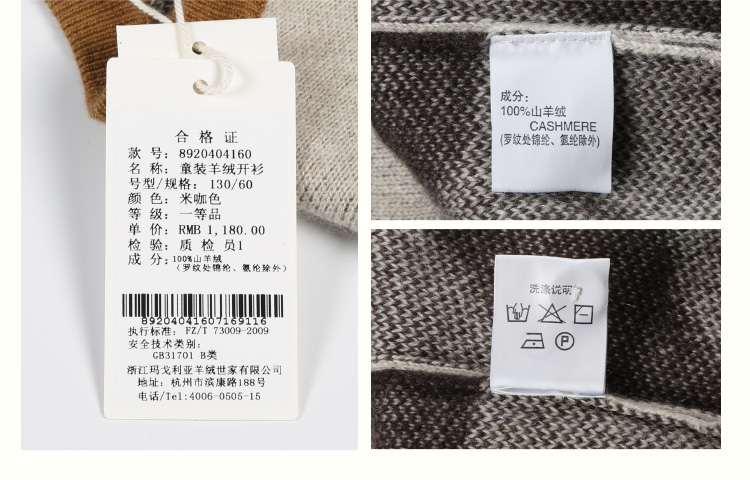 合格证
款 号: 8920404160
名 称: 童装羊绒开衫
号型/规格: 130/60
颜 色: 米咖色
等 级: 一等品
单 价: RMB 1,180.00
检 验: 质 检 员1
成 分: 100%山羊绒
（罗纹处锦纶、氨纶除外）
89204041607169116
执行标准: FZ/T 73009-2009
安全技术类别:
GB31701 B类
浙江玛戈利亚羊绒世家有限公司
地址: 杭州市滨康路188号
电话/Tel:4006-0505-15
成分:
100%山羊绒
CASHMERE
(罗纹处锦纶、氨纶除外)
洗涤说明
P